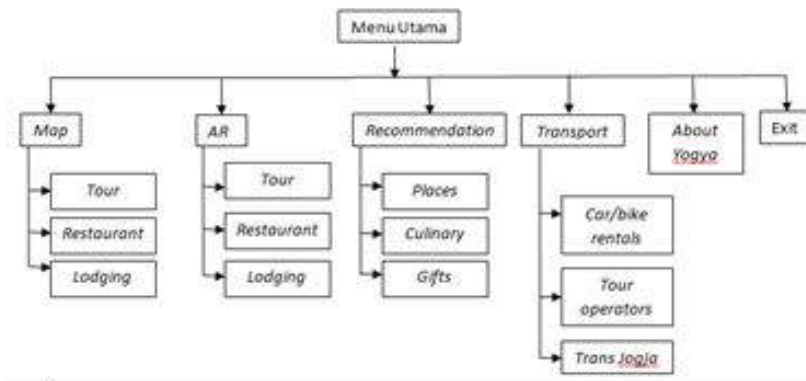 Menu Utama
Map
AR
Recommendation
Transport
About
Yogya
Exit
Tour
Restaurant
Lodging
Tour
Restaurant
Lodging
Places
Culinary
Gifts
Car/bike
rentals
Tour
operators
Trans Jogja